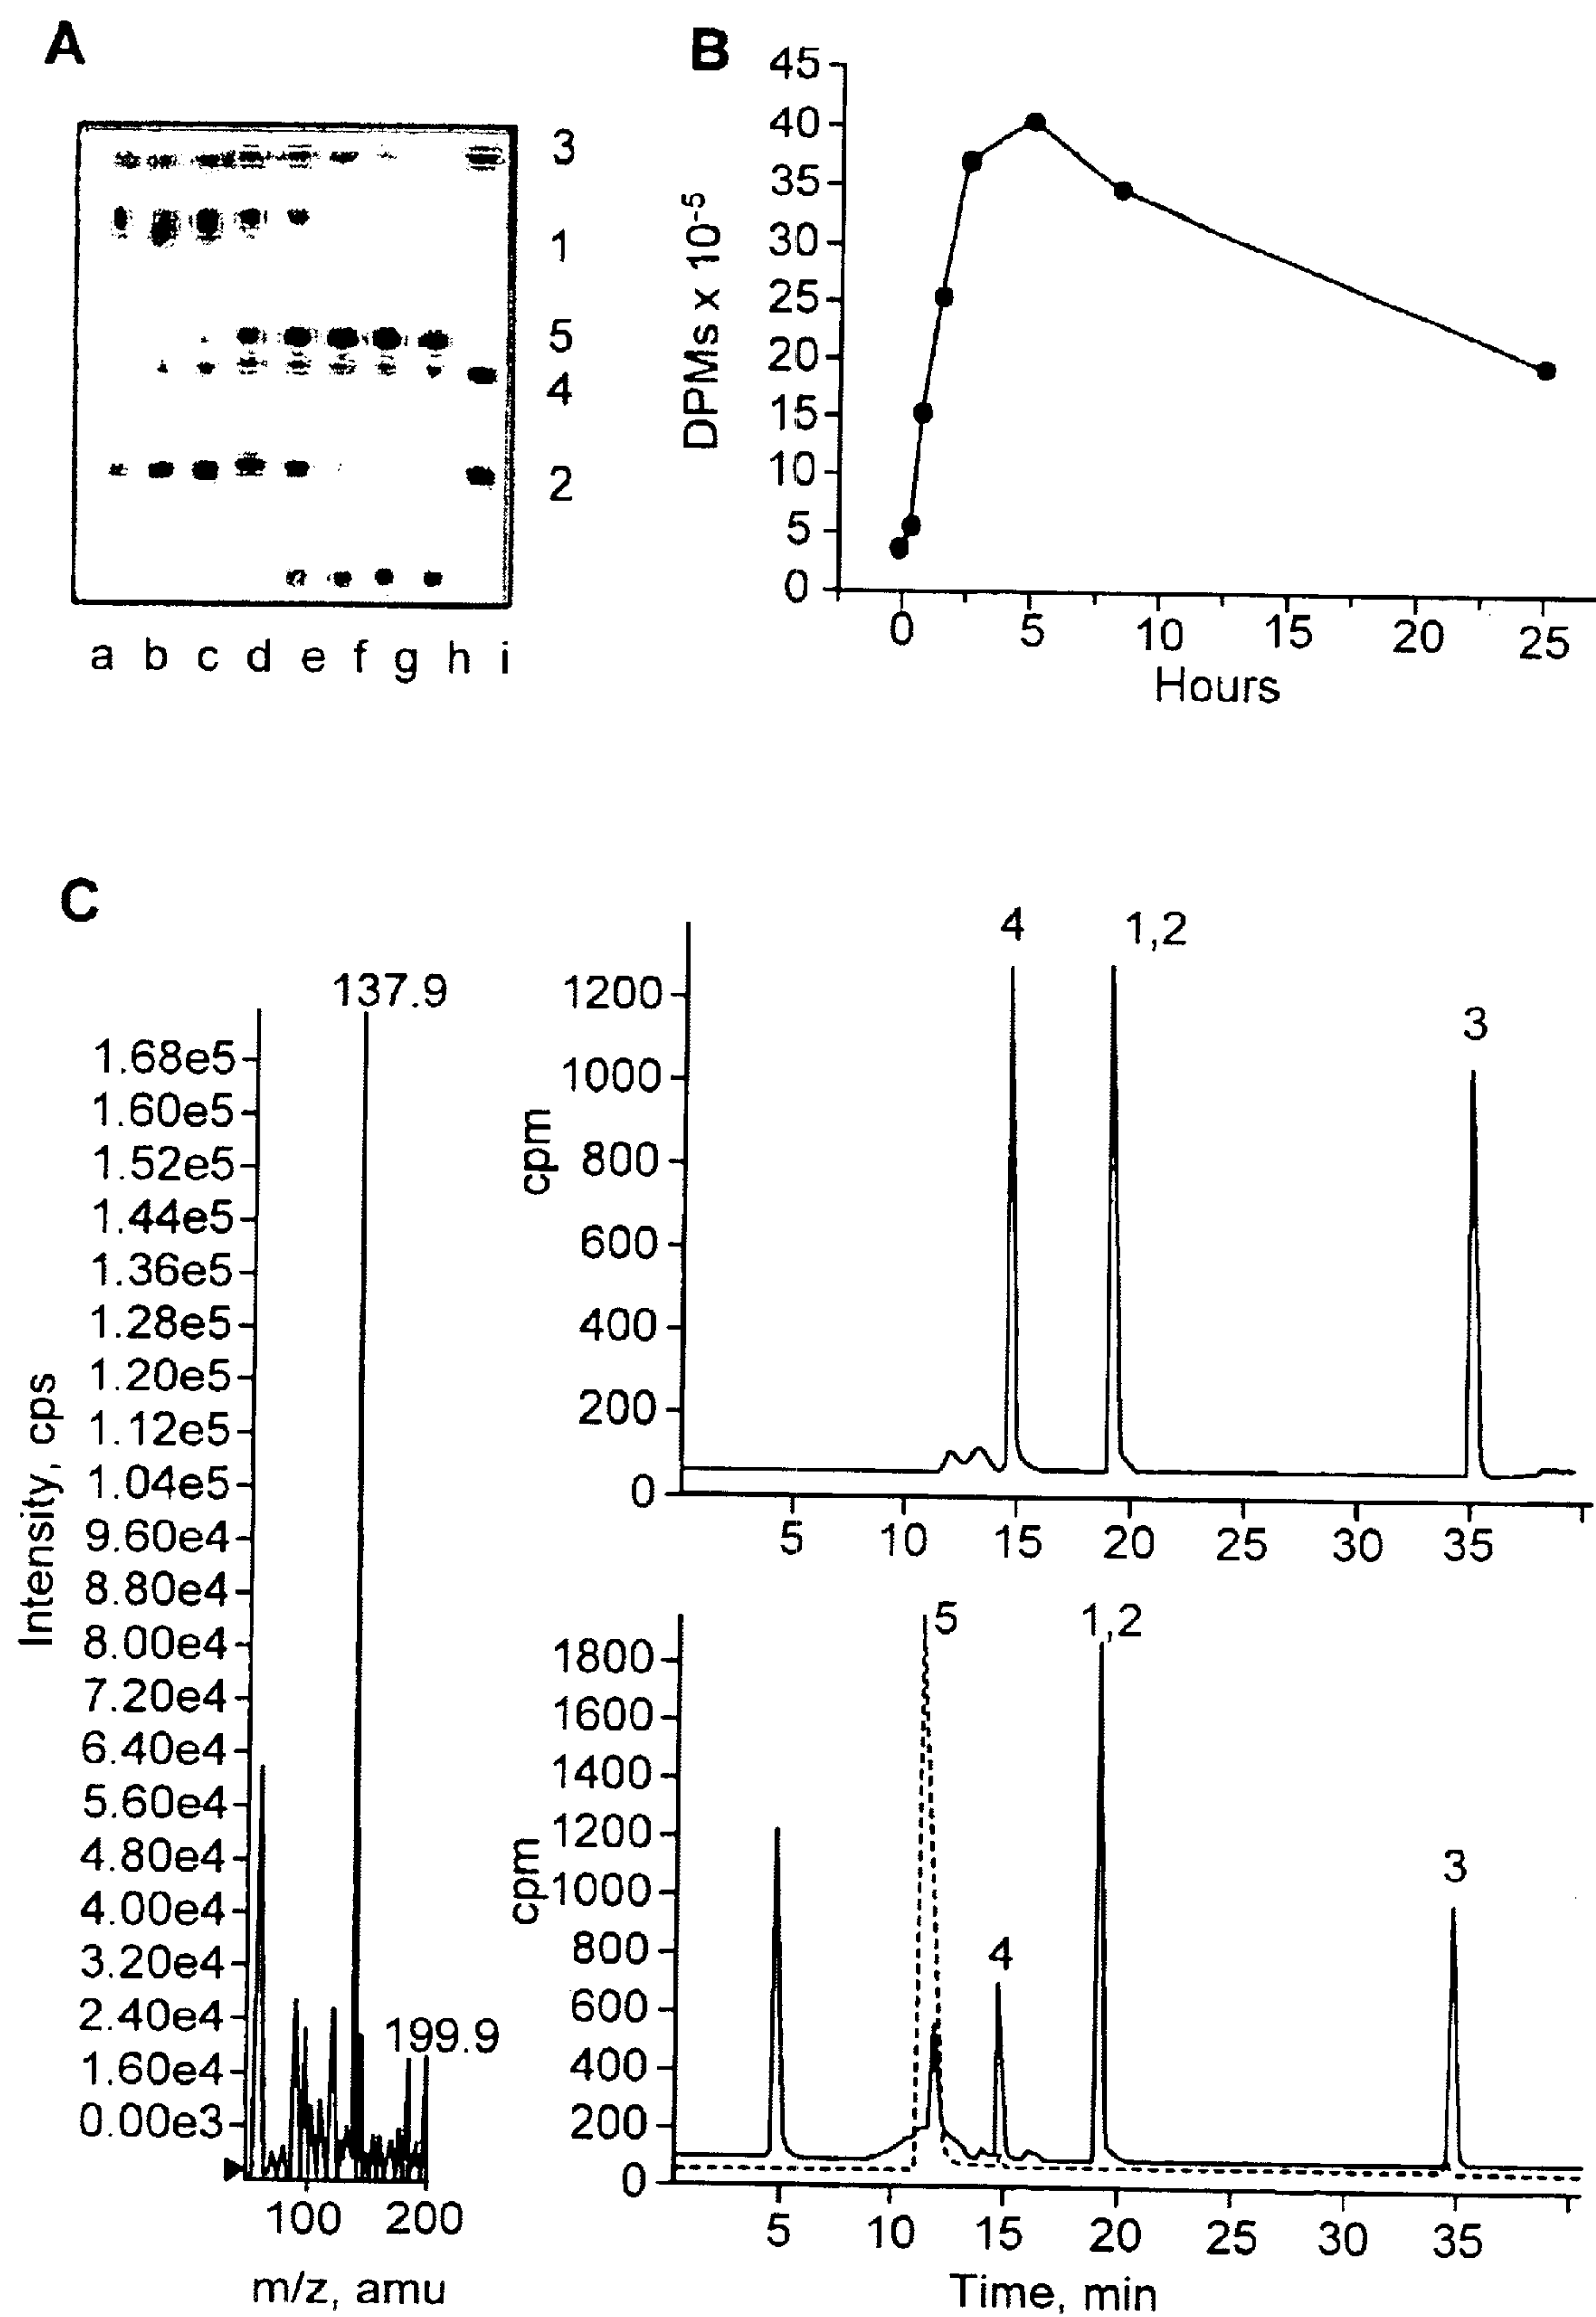 A
3
1
5
4
2
a b c d e f g h i
B
45
40
35
30
25
20
15
10
5
0
DPMs x 10-5
0 5 10 15 20 25
Hours
C
137.9
199.9
1.68e5
1.60e5
1.52e5
1.44e5
1.36e5
1.28e5
1.20e5
1.12e5
1.04e5
9.60e4
8.80e4
8.00e4
7.20e4
6.40e4
5.60e4
4.80e4
4.00e4
3.20e4
2.40e4
1.60e4
0.00e3
Intensity, cps
100 200
m/z, amu
4 1,2 3
1200
1000
800
600
400
200
0
cpm
5 10 15 20 25 30 35
5 4 1,2 3
1800
1600
1400
1200
1000
800
600
400
200
0
cpm
5 10 15 20 25 30 35
Time, min